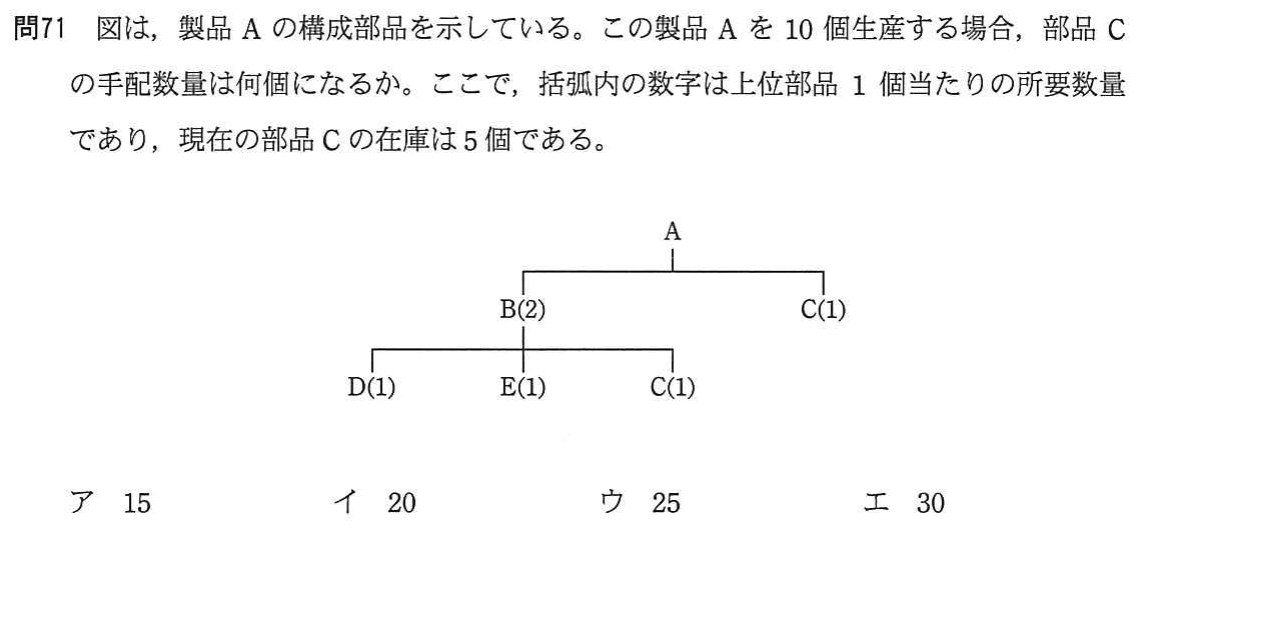 問71 図は，製品 A の構成部品を示している。この製品 A を 10 個生産する場合，部品 C
の手配数量は何個になるか。ここで，括弧内の数字は上位部品 1 個当たりの所要数量
であり，現在の部品 C の在庫は 5 個である。
A
B(2) C(1)
D(1) E(1) C(1)
ア 15 イ 20 ウ 25 エ 30